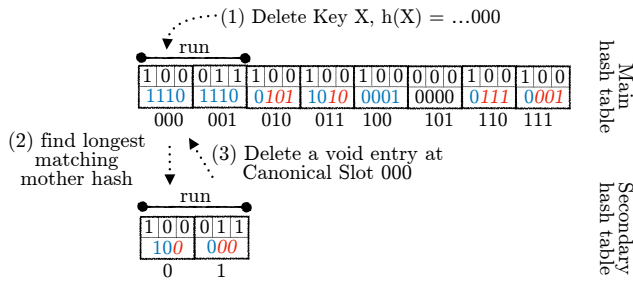 (1) Delete Key X, h(X) = ...000
run
1 0 0 0 1 1 1 0 0 1 0 0 1 0 0 0 0 0 1 0 0 1 0 0
1110 1110 0101 1010 0001 0000 0111 0001
000 001 010 011 100 101 110 111
Main
hash table
(2) find longest
matching
mother hash
(3) Delete a void entry at
Canonical Slot 000
run
1 0 0 0 1 1
100 000
0 1
Secondary
hash table